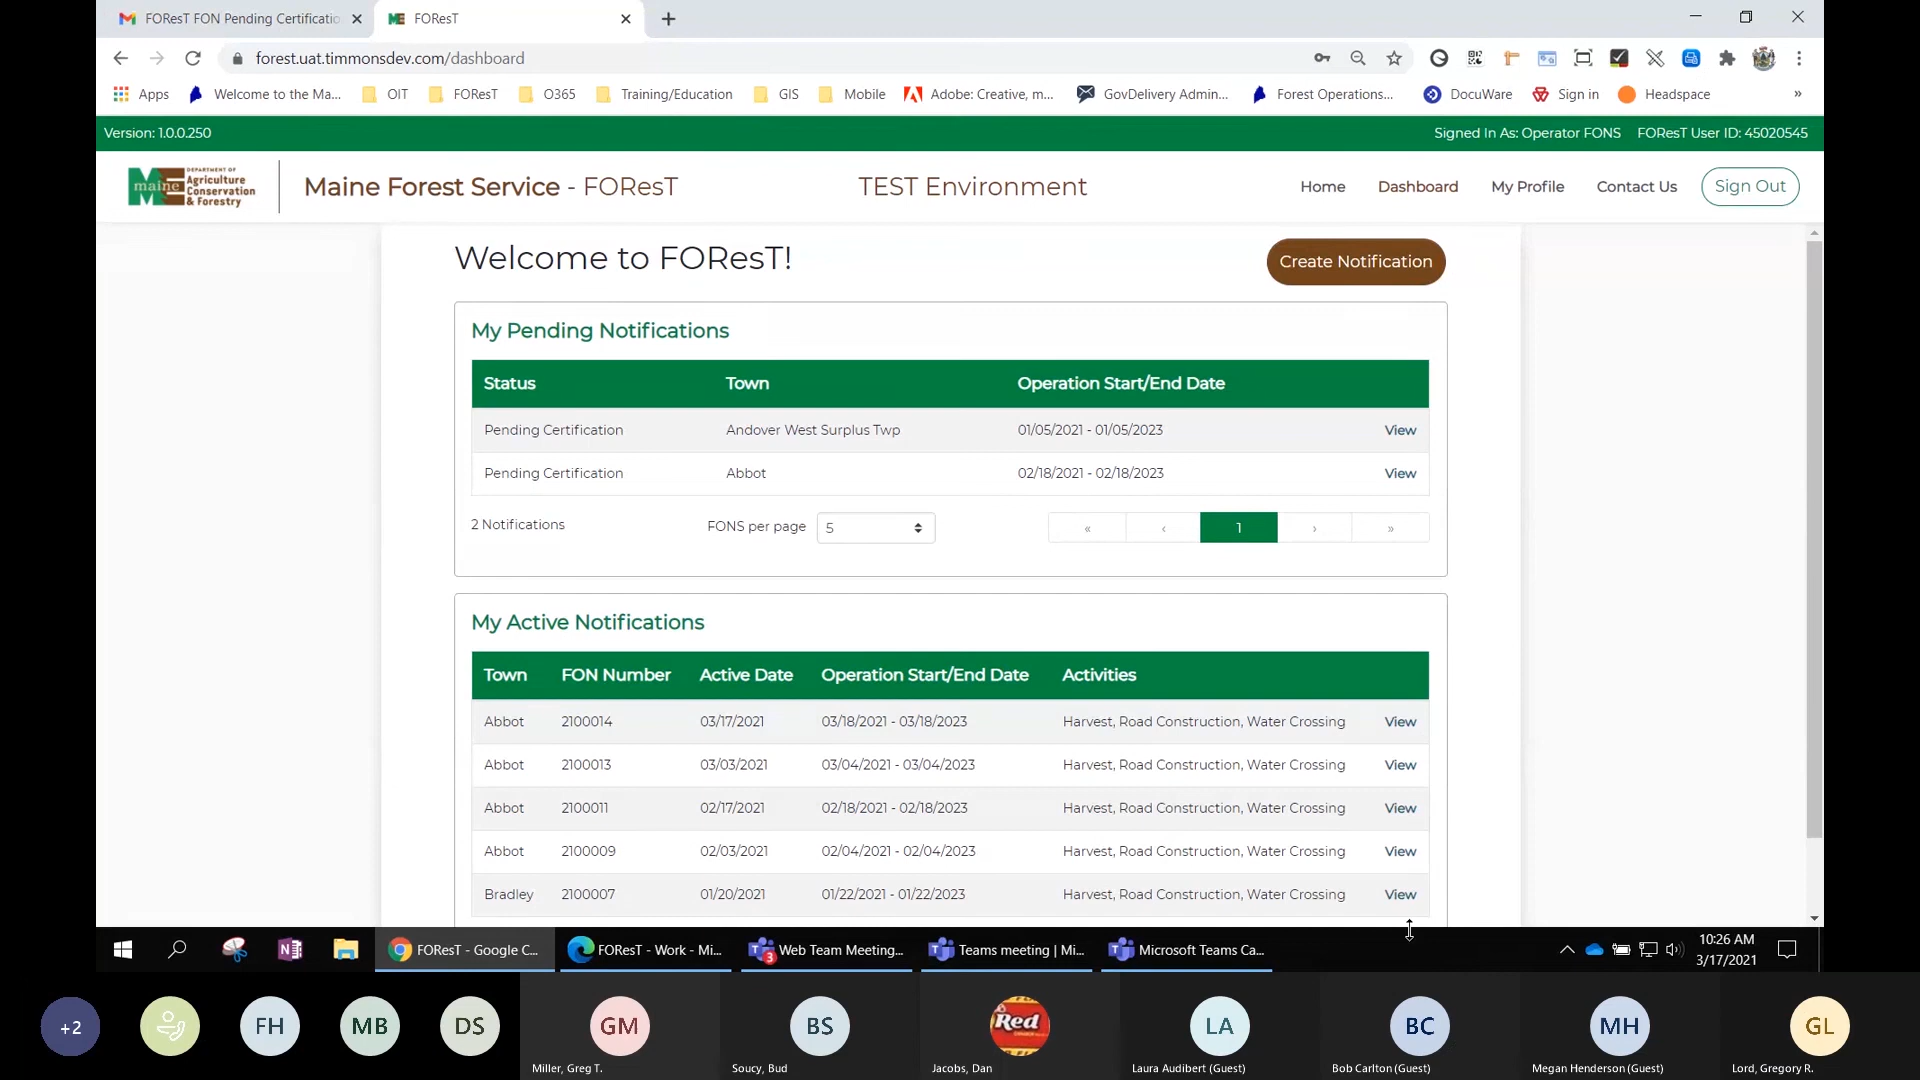 FOResT FON Pending Certificatio
FOResT
forest.uat.timmonsdev.com/dashboard
Apps
Welcome to the Ma...
OIT
FOResT
O365
Training/Education
GIS
Mobile
Adobe: Creative, m...
GovDelivery Admin...
Forest Operations...
DocuWare
Sign in
Headspace
»
Version: 1.0.0.250
Signed In As: Operator FONS FOResT User ID: 45020545
maine
DEPARTMENT OF
Agriculture
Conservation
& Forestry
Maine Forest Service - FOResT
TEST Environment
Home
Dashboard
My Profile
Contact Us
Sign Out
Welcome to FOResT!
Create Notification
My Pending Notifications
Status Town Operation Start/End Date
Pending Certification Andover West Surplus Twp 01/05/2021 - 01/05/2023 View
Pending Certification Abbot 02/18/2021 - 02/18/2023 View
2 Notifications FONS per page 5 « ‹ 1 › »
My Active Notifications
Town FON Number Active Date Operation Start/End Date Activities
Abbot 2100014 03/17/2021 03/18/2021 - 03/18/2023 Harvest, Road Construction, Water Crossing View
Abbot 2100013 03/03/2021 03/04/2021 - 03/04/2023 Harvest, Road Construction, Water Crossing View
Abbot 2100011 02/17/2021 02/18/2021 - 02/18/2023 Harvest, Road Construction, Water Crossing View
Abbot 2100009 02/03/2021 02/04/2021 - 02/04/2023 Harvest, Road Construction, Water Crossing View
Bradley 2100007 01/20/2021 01/22/2021 - 01/22/2023 Harvest, Road Construction, Water Crossing View
FOResT - Google C...
FOResT - Work - Mi...
3
Web Team Meeting...
Teams meeting | Mi...
Microsoft Teams Ca...
10:26 AM
3/17/2021
+2
FH
MB
DS
GM
BS
Red
LA
BC
MH
GL
Miller, Greg T.
Soucy, Bud
Jacobs, Dan
Laura Audibert (Guest)
Bob Carlton (Guest)
Megan Henderson (Guest)
Lord, Gregory R.